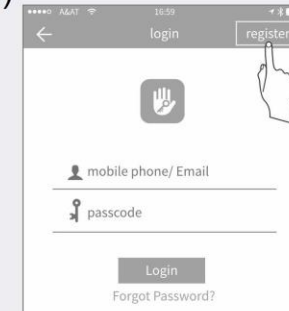 )
●●●●○ A&AT 16:59
← login register
mobile phone/ Email
passcode
Login
Forgot Password?